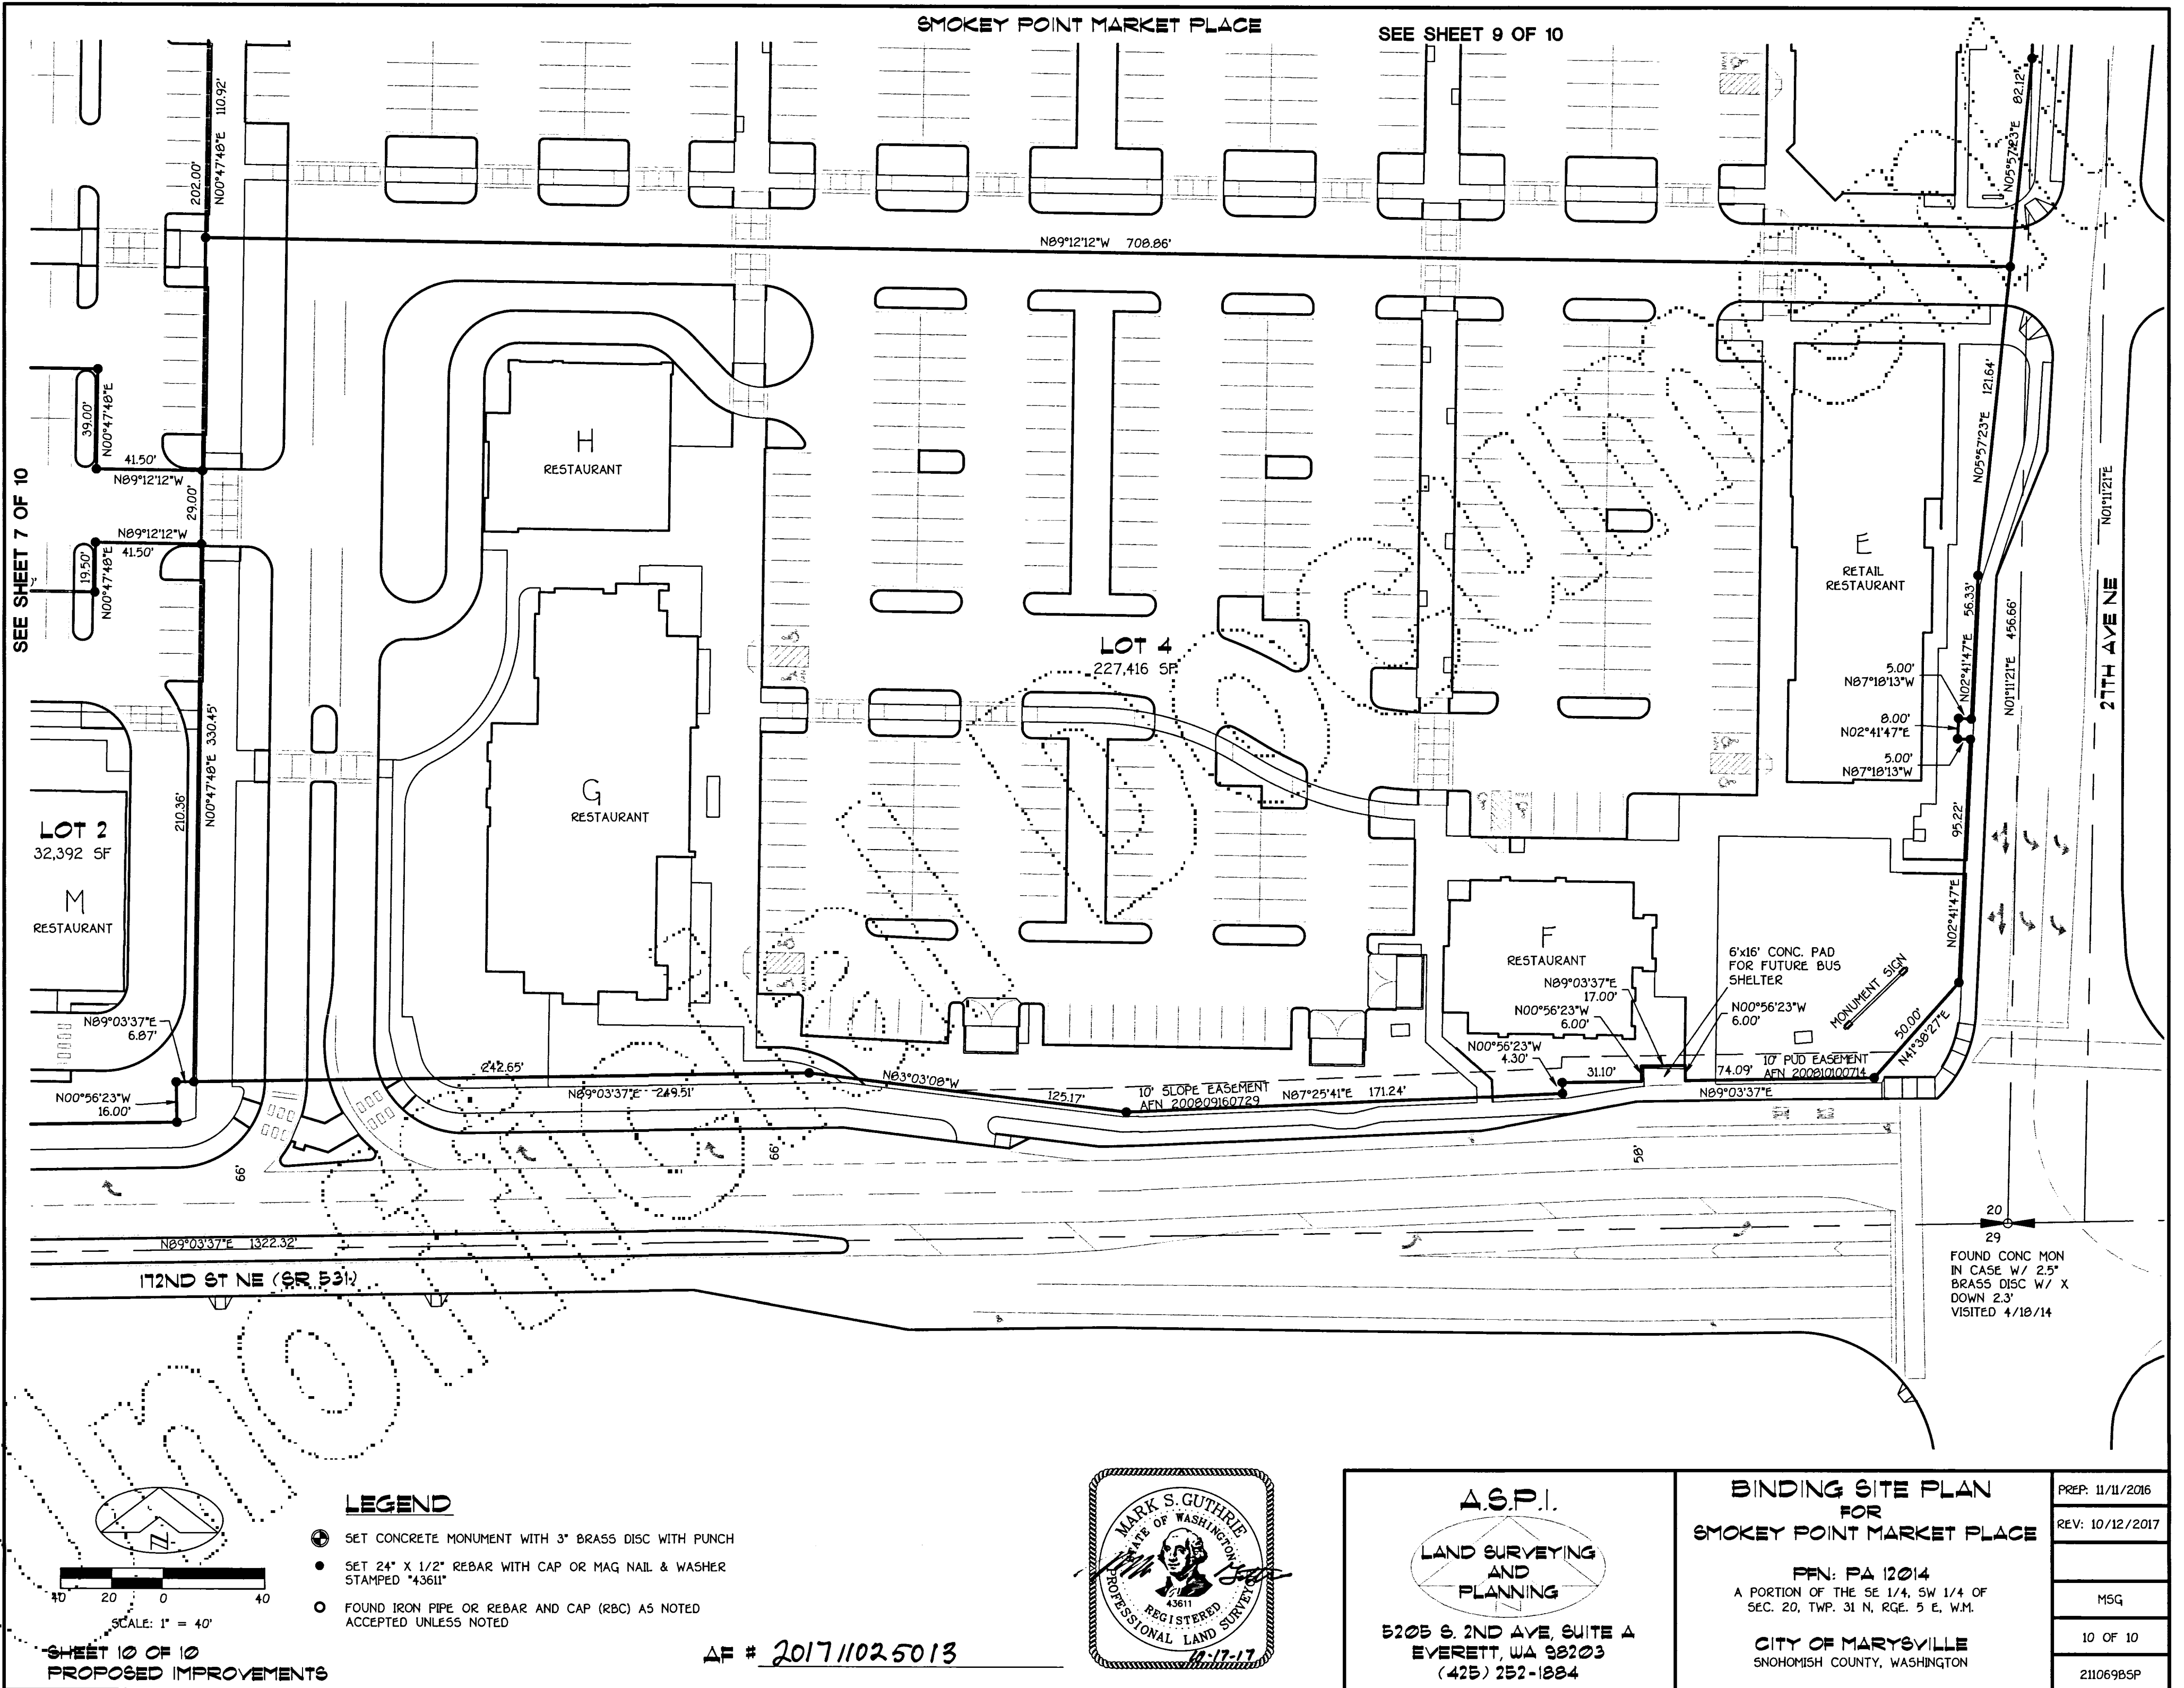 SMOKEY POINT MARKET PLACE
SEE SHEET 9 OF 10
SEE SHEET 7 OF 10
202.00'
N00°47'48"E 110.92'
N89°12'12"W 708.86'
N05°57'23"E 82.12'
39.00'
N00°47'48"E
41.50'
N89°12'12"W
29.00'
N89°12'12"W
41.50'
19.50'
N00°47'48"E
H
RESTAURANT
G
RESTAURANT
LOT 4
227,416 SF
E
RETAIL
RESTAURANT
N05°57'23"E 121.64'
N02°41'47"E 56.33'
5.00'
N87°18'13"W
8.00'
N02°41'47"E
5.00'
N87°18'13"W
95.22'
N02°41'47"E
N01°11'21"E 456.66'
N01°11'21"E
27TH AVE NE
LOT 2
32,392 SF
M
RESTAURANT
210.36'
N00°47'48"E 330.45'
N89°03'37"E
6.87'
N00°56'23"W
16.00'
F
RESTAURANT
6'x16' CONC. PAD
FOR FUTURE BUS
SHELTER
N89°03'37"E
17.00'
N00°56'23"W
6.00'
N00°56'23"W
6.00'
N00°56'23"W
4.30'
MONUMENT SIGN
50.00'
N41°38'27"E
10' PUD EASEMENT
AFN 200810100714
31.10'
74.09'
N89°03'37"E
242.65'
N89°03'37"E 249.51'
N83°03'08"W
125.17'
10' SLOPE EASEMENT
AFN 200809160729
N87°25'41"E 171.24'
66'
66'
58'
N89°03'37"E 1322.32'
172ND ST NE (SR 531)
20
29
FOUND CONC MON
IN CASE W/ 2.5"
BRASS DISC W/ X
DOWN 2.3'
VISITED 4/18/14
Unofficial Document
N
40 20 0 40
SCALE: 1" = 40'
SHEET 10 OF 10
PROPOSED IMPROVEMENTS
LEGEND
SET CONCRETE MONUMENT WITH 3" BRASS DISC WITH PUNCH
SET 24" X 1/2" REBAR WITH CAP OR MAG NAIL & WASHER
STAMPED "43611"
FOUND IRON PIPE OR REBAR AND CAP (RBC) AS NOTED
ACCEPTED UNLESS NOTED
AF # 201711025013
MARK S. GUTHRIE
STATE OF WASHINGTON
43611
REGISTERED
PROFESSIONAL LAND SURVEYOR
10-17-17
A.S.P.I.
LAND SURVEYING
AND
PLANNING
N
5205 S. 2ND AVE, SUITE A
EVERETT, WA 98203
(425) 252-1884
BINDING SITE PLAN
FOR
SMOKEY POINT MARKET PLACE
PFN: PA 12014
A PORTION OF THE SE 1/4, SW 1/4 OF
SEC. 20, TWP. 31 N, RGE. 5 E, W.M.
CITY OF MARYSVILLE
SNOHOMISH COUNTY, WASHINGTON
PREP: 11/11/2016
REV: 10/12/2017
MSG
10 OF 10
211069BSP